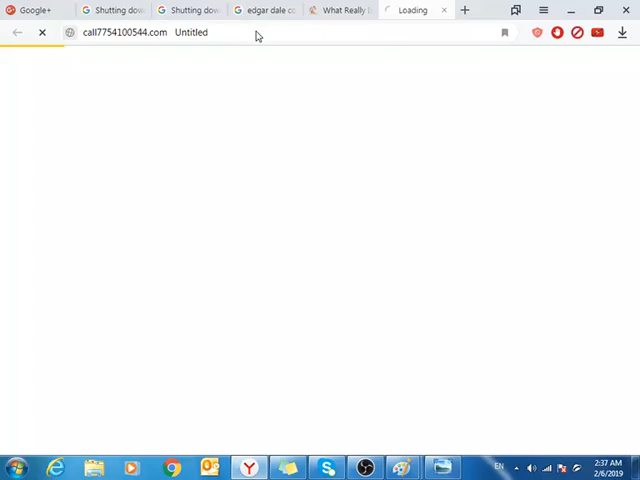 Google+ Shutting dow Shutting dow edgar dale co What Really Loading
call7754100544.com Untitled
EN 2:37 AM
2/6/2019